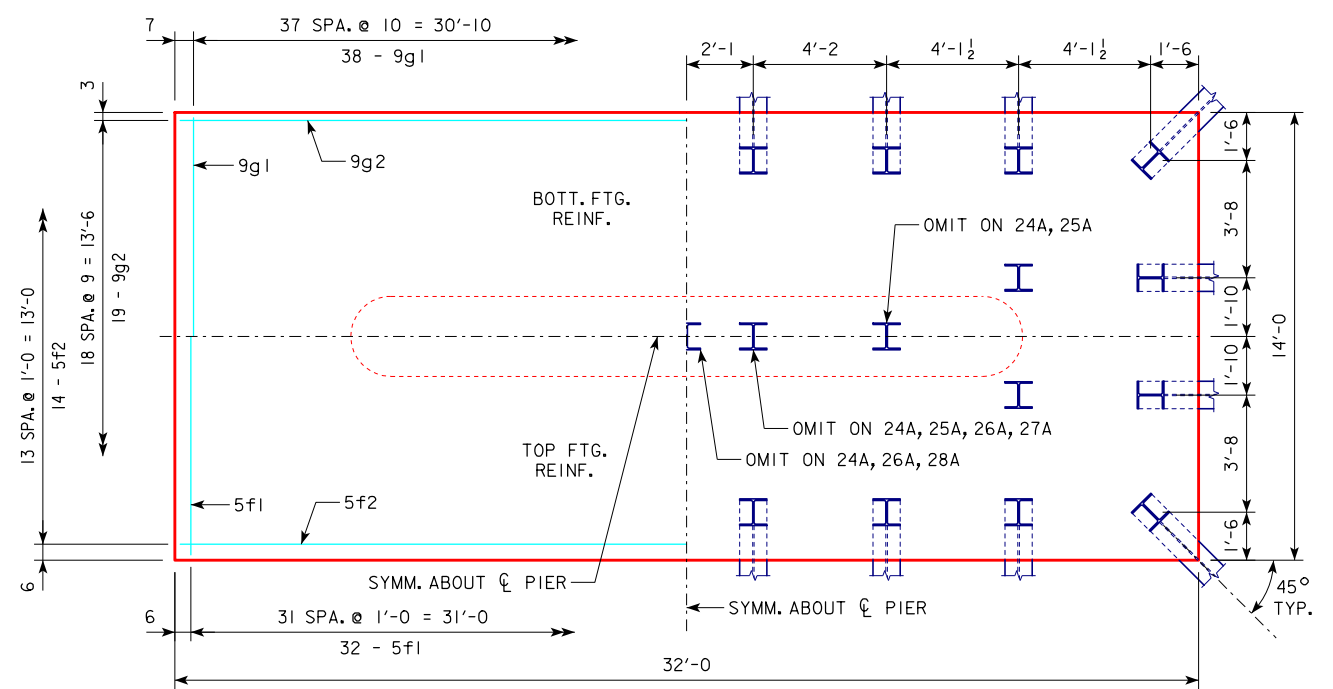 7
37 SPA. @ 10 = 30'-10
38 - 9g1
2'-1
4'-2
4'-1½
4'-1½
1'-6
3
18 SPA. @ 9 = 13'-6
19 - 9g2
13 SPA. @ 1'-0 = 13'-0
14 - 5f2
6
9g1
9g2
BOTT. FTG.
REINF.
OMIT ON 24A, 25A
1'-6
3'-8
1'-10
1'-10
3'-8
1'-6
14'-0
OMIT ON 24A, 25A, 26A, 27A
OMIT ON 24A, 26A, 28A
TOP FTG.
REINF.
5f1
5f2
SYMM. ABOUT ℄ PIER
SYMM. ABOUT ℄ PIER
45°
TYP.
6
31 SPA. @ 1'-0 = 31'-0
32 - 5f1
32'-0